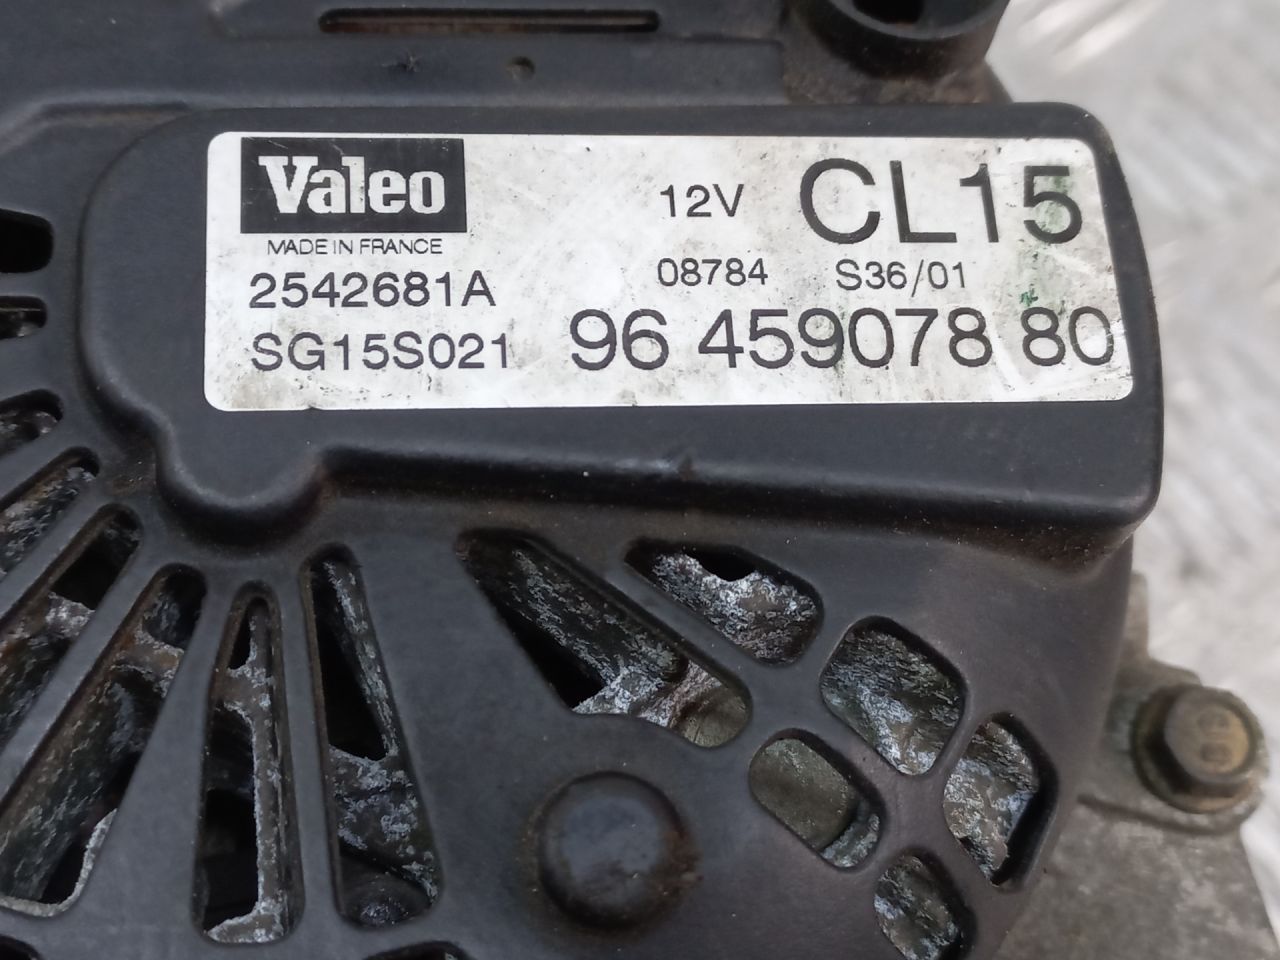 Valeo
MADE IN FRANCE
12V CL15
2542681A 08784 S36/01
SG15S021 96 459078 80